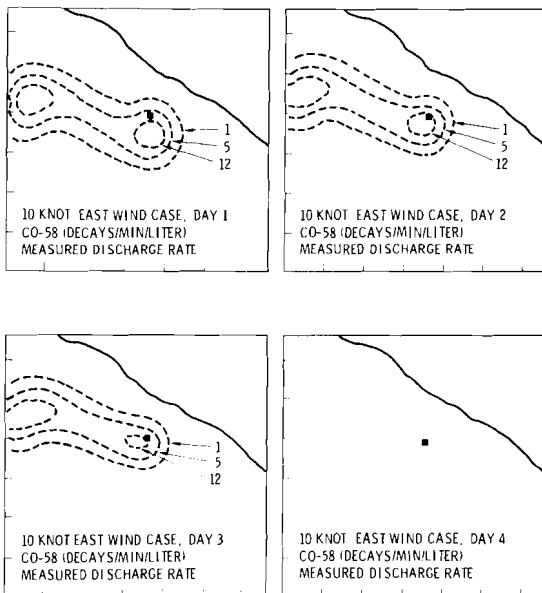 1
5
12
10 KNOT EAST WIND CASE, DAY 1
CO-58 (DECAYS/MIN/LITER)
MEASURED DISCHARGE RATE
1
5
12
10 KNOT EAST WIND CASE, DAY 2
CO-58 (DECAYS/MIN/LITER)
MEASURED DISCHARGE RATE
1
5
12
10 KNOT EAST WIND CASE, DAY 3
CO-58 (DECAYS/MIN/LITER)
MEASURED DISCHARGE RATE
10 KNOT EAST WIND CASE, DAY 4
CO-58 (DECAYS/MIN/LITER)
MEASURED DISCHARGE RATE